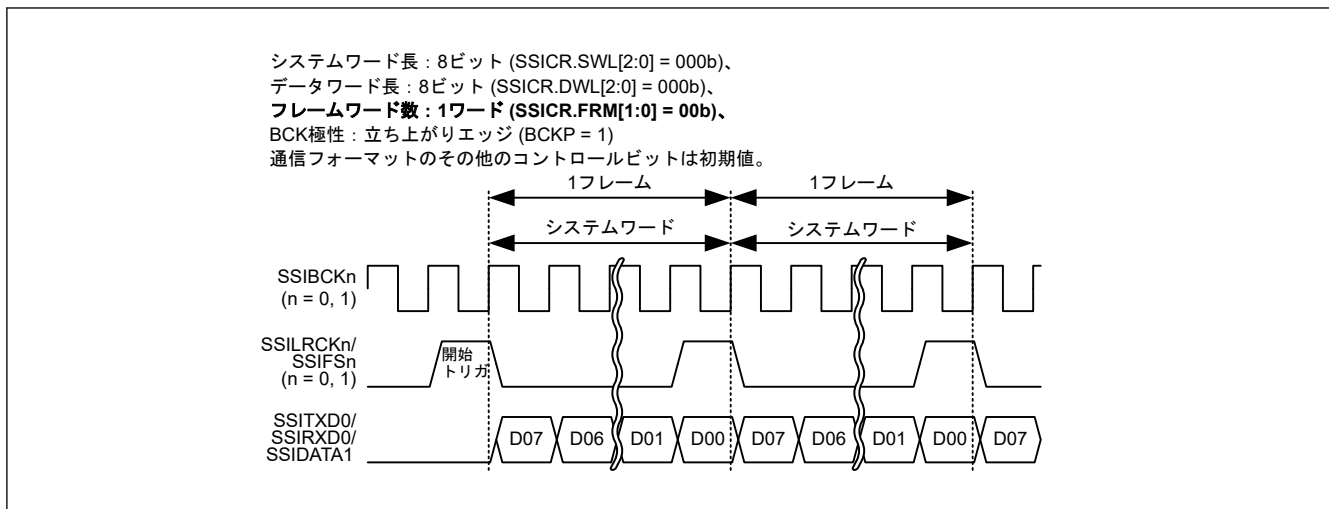 システムワード長：8ビット (SSICR.SWL[2:0] = 000b)、
データワード長：8ビット (SSICR.DWL[2:0] = 000b)、
フレームワード数：1ワード (SSICR.FRM[1:0] = 00b)、
BCK極性：立ち上がりエッジ (BCKP = 1)
通信フォーマットのその他のコントロールビットは初期値。
1フレーム 1フレーム
システムワード システムワード
SSIBCKn
(n = 0, 1)
SSILRCKn/
SSIFSn
(n = 0, 1)
開始
トリガ
SSITXD0/
SSIRXD0/
SSIDATA1
D07 D06 D01 D00 D07 D06 D01 D00 D07